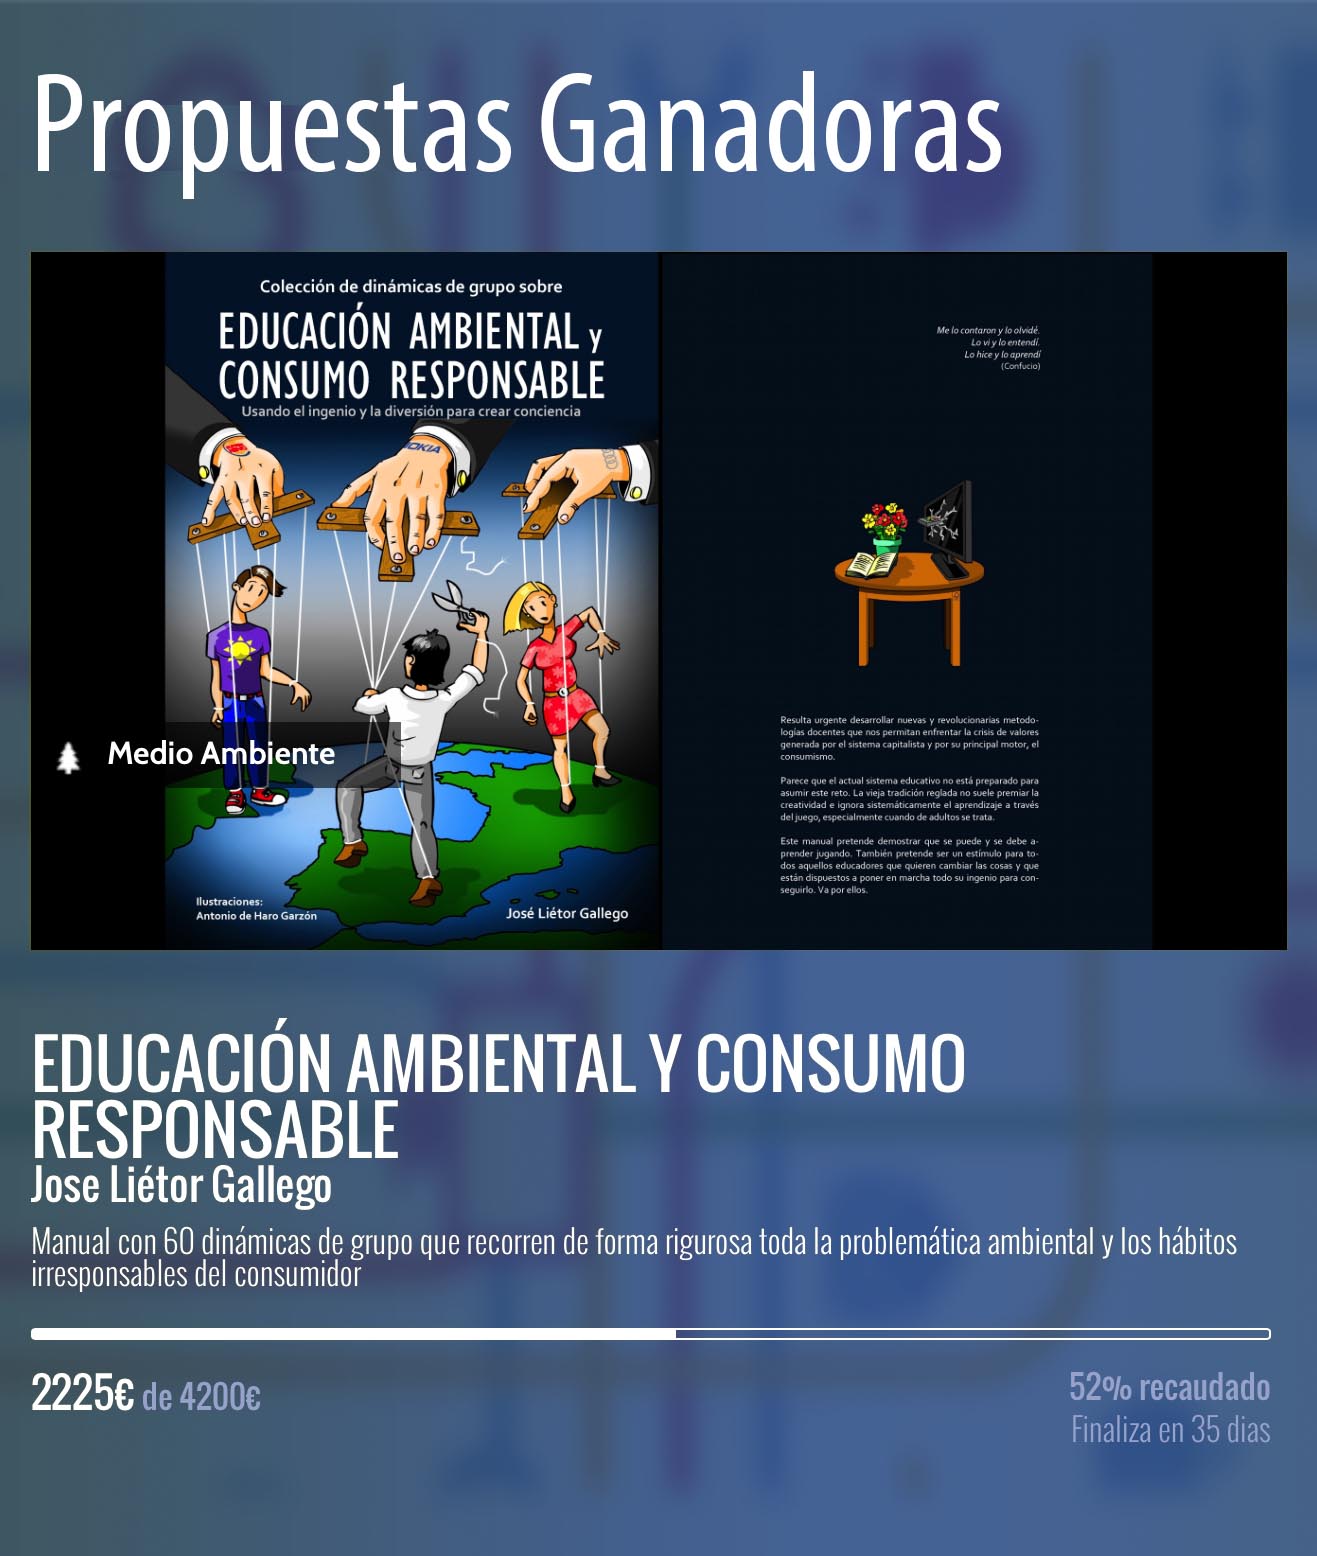 Propuestas Ganadoras
Colección de dinámicas de grupo sobre
EDUCACIÓN AMBIENTAL y
CONSUMO RESPONSABLE
Usando el ingenio y la diversión para crear conciencia
NOKIA
Medio Ambiente
Ilustraciones:
Antonio de Haro Garzón
José Liétor Gallego
Me lo contaron y lo olvidé.
Lo vi y lo entendí.
Lo hice y lo aprendí
(Confucio)
Resulta urgente desarrollar nuevas y revolucionarias metodo-
logías docentes que nos permitan enfrentar la crisis de valores
generada por el sistema capitalista y por su principal motor, el
consumismo.
Parece que el actual sistema educativo no está preparado para
asumir este reto. La vieja tradición reglada no suele premiar la
creatividad e ignora sistemáticamente el aprendizaje a través
del juego, especialmente cuando de adultos se trata.
Este manual pretende demostrar que se puede y se debe a-
prender jugando. También pretende ser un estímulo para to-
dos aquellos educadores que quieren cambiar las cosas y que
están dispuestos a poner en marcha todo su ingenio para con-
seguirlo. Va por ellos.
EDUCACIÓN AMBIENTAL Y CONSUMO
RESPONSABLE
Jose Liétor Gallego
Manual con 60 dinámicas de grupo que recorren de forma rigurosa toda la problemática ambiental y los hábitos
irresponsables del consumidor
2225€ de 4200€
52% recaudado
Finaliza en 35 dias